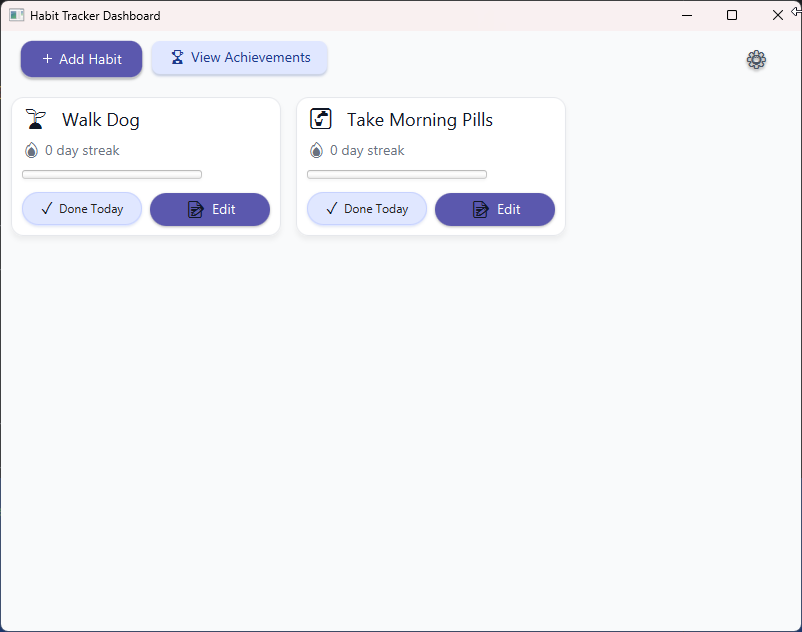 Habit Tracker Dashboard
+ Add Habit
View Achievements
Walk Dog
0 day streak
✓ Done Today
Edit
Take Morning Pills
0 day streak
✓ Done Today
Edit